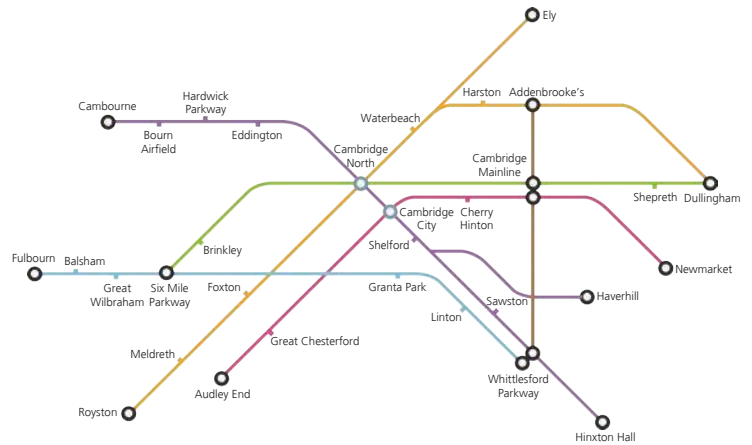 Ely
Addenbrooke's
Harston
Hardwick
Parkway
Cambourne
Waterbeach
Bourn
Airfield
Eddington
Cambridge
North
Cambridge
Mainline
Shepreth
Dullingham
Cambridge
City
Cherry
Hinton
Shelford
Brinkley
Fulbourn
Balsham
Great
Wilbraham
Six Mile
Parkway
Foxton
Granta Park
Sawston
Haverhill
Newmarket
Linton
Great Chesterford
Meldreth
Audley End
Whittlesford
Parkway
Royston
Hinxton Hall